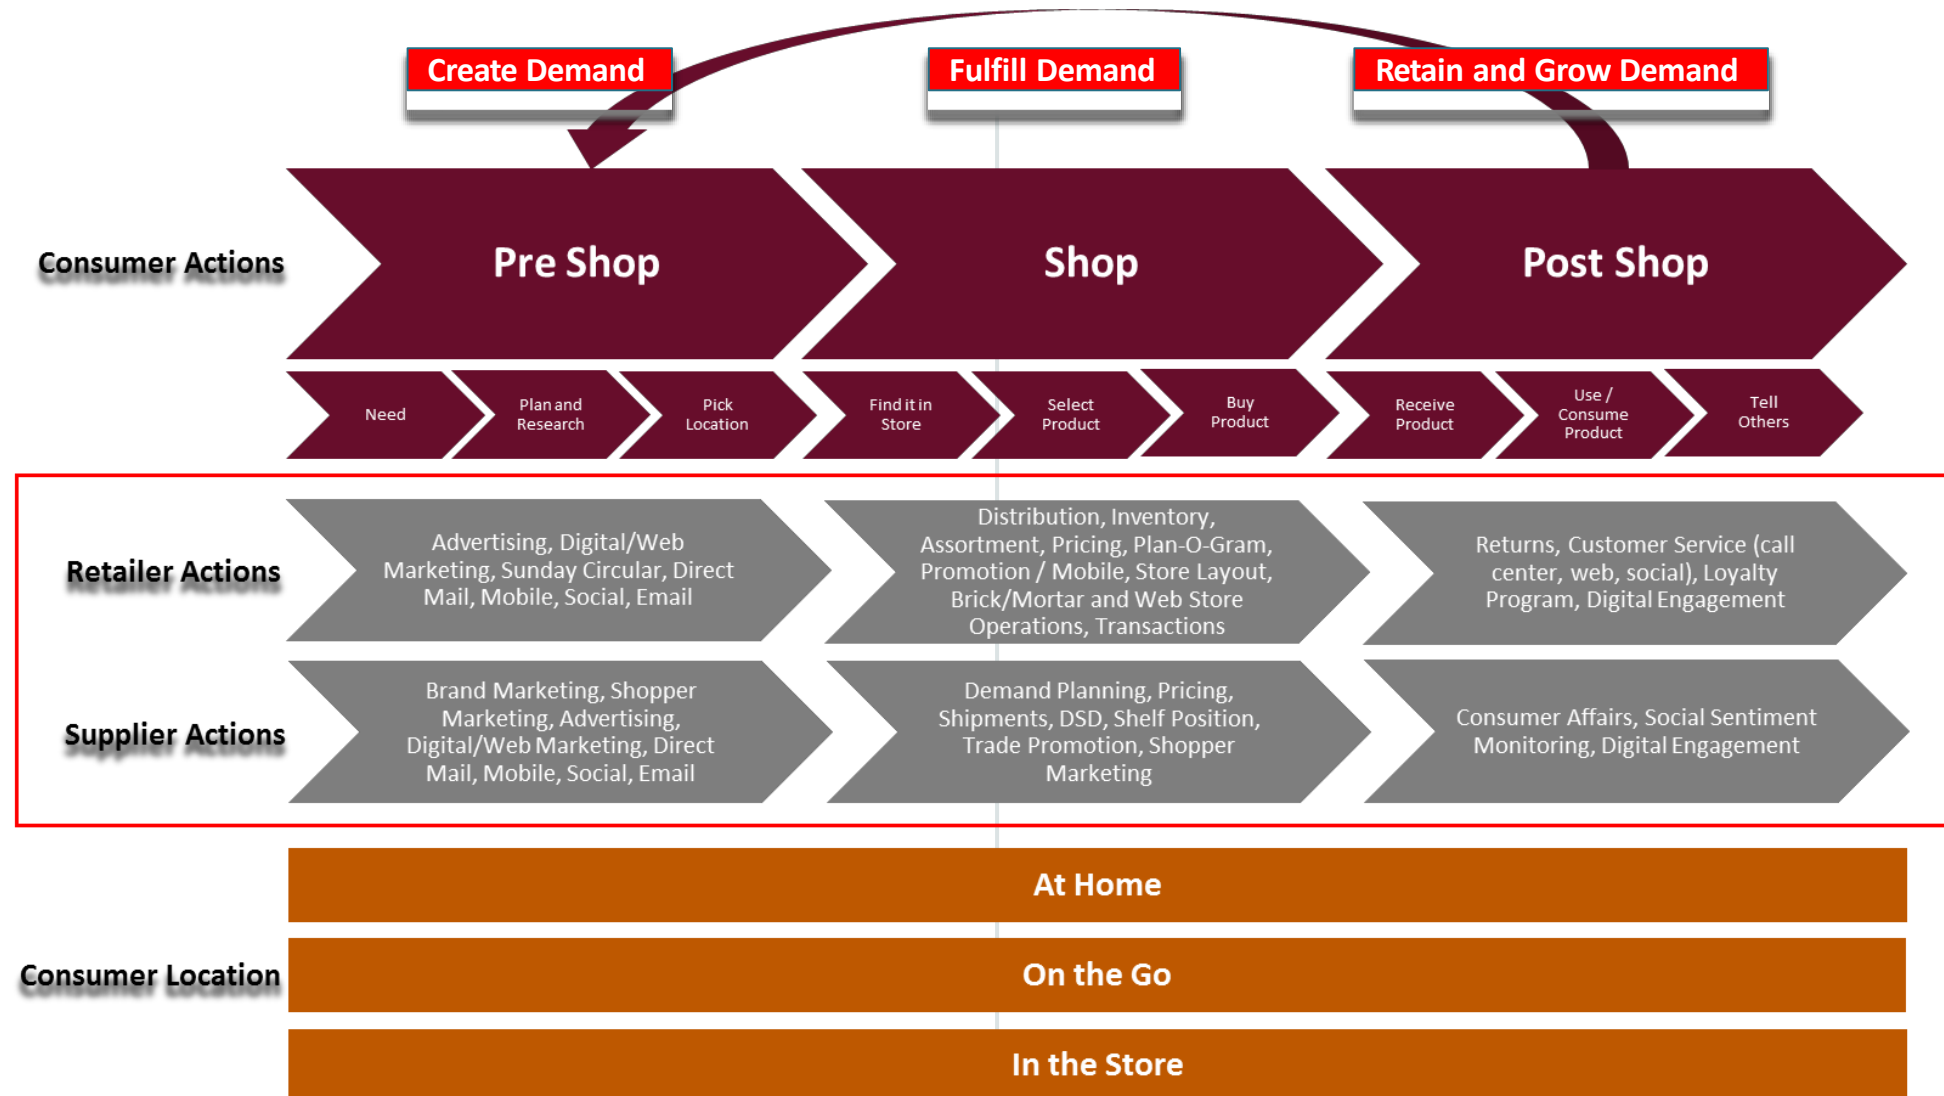 Create Demand
Fulfill Demand
Retain and Grow Demand
Consumer Actions
Pre Shop
Shop
Post Shop
Need
Plan and
Research
Pick
Location
Find it in
Store
Select
Product
Buy
Product
Receive
Product
Use /
Consume
Product
Tell
Others
Retailer Actions
Advertising, Digital/Web
Marketing, Sunday Circular, Direct
Mail, Mobile, Social, Email
Distribution, Inventory,
Assortment, Pricing, Plan-O-Gram,
Promotion / Mobile, Store Layout,
Brick/Mortar and Web Store
Operations, Transactions
Returns, Customer Service (call
center, web, social), Loyalty
Program, Digital Engagement
Supplier Actions
Brand Marketing, Shopper
Marketing, Advertising,
Digital/Web Marketing, Direct
Mail, Mobile, Social, Email
Demand Planning, Pricing,
Shipments, DSD, Shelf Position,
Trade Promotion, Shopper
Marketing
Consumer Affairs, Social Sentiment
Monitoring, Digital Engagement
Consumer Location
At Home
On the Go
In the Store